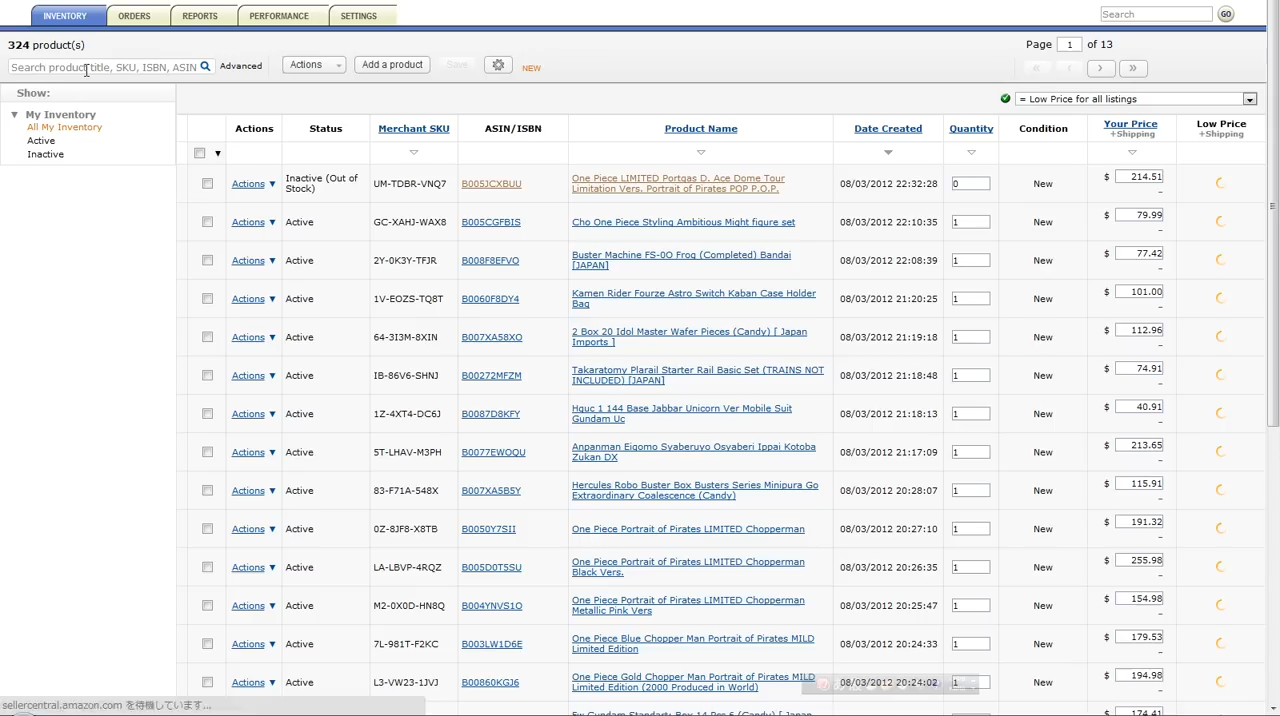 INVENTORY ORDERS REPORTS PERFORMANCE SETTINGS Search GO
324 product(s)
Page 1 of 13
Search product title, SKU, ISBN, ASIN Advanced Actions Add a product Save NEW
Show:
My Inventory
All My Inventory
Active
Inactive
= Low Price for all listings
Actions Status Merchant SKU ASIN/ISBN Product Name Date Created Quantity Condition Your Price Low Price
+Shipping +Shipping
Actions Inactive (Out of Stock) UM-TDBR-VNQ7 B005JCXBUU One Piece LIMITED Portgas D. Ace Dome Tour 08/03/2012 22:32:28 0 New $ 214.51
Limitation Vers. Portrait of Pirates POP P.O.P. –
Actions Active GC-XAHJ-WAX8 B005CGFBIS Cho One Piece Styling Ambitious Might figure set 08/03/2012 22:10:35 1 New $ 79.99
–
Actions Active 2Y-0K3Y-TFJR B008F8EFVO Buster Machine FS-0O Frog (Completed) Bandai 08/03/2012 22:08:39 1 New $ 77.42
[JAPAN] –
Actions Active 1V-EOZS-TQ8T B0060F8DY4 Kamen Rider Fourze Astro Switch Kaban Case Holder 08/03/2012 21:20:25 1 New $ 101.00
Bag –
Actions Active 64-3I3M-8XIN B007XA58XO 2 Box 20 Idol Master Wafer Pieces (Candy) [ Japan 08/03/2012 21:19:18 1 New $ 112.96
Imports ] –
Actions Active IB-86V6-SHNJ B00272MFZM Takaratomy Plarail Starter Rail Basic Set (TRAINS NOT 08/03/2012 21:18:48 1 New $ 74.91
INCLUDED) [JAPAN] –
Actions Active 1Z-4XT4-DC6J B0087D8KFY Hguc 1 144 Base Jabbar Unicorn Ver Mobile Suit 08/03/2012 21:18:13 1 New $ 40.91
Gundam Uc –
Actions Active 5T-LHAV-M3PH B0077EWOQU Anpanman Eigomo Syaberuyo Osyaberi Ippai Kotoba 08/03/2012 21:17:09 1 New $ 213.65
Zukan DX –
Actions Active 83-F71A-548X B007XA5B5Y Hercules Robo Buster Box Busters Series Minipura Go 08/03/2012 20:28:07 1 New $ 115.91
Extraordinary Coalescence (Candy) –
Actions Active 0Z-8JF8-X8TB B0050Y7SII One Piece Portrait of Pirates LIMITED Chopperman 08/03/2012 20:27:10 1 New $ 191.32
–
Actions Active LA-LBVP-4RQZ B005D0T5SU One Piece Portrait of Pirates LIMITED Chopperman 08/03/2012 20:26:35 1 New $ 255.98
Black Vers. –
Actions Active M2-0X0D-HN8Q B004YNVS1O One Piece Portrait of Pirates LIMITED Chopperman 08/03/2012 20:25:47 1 New $ 154.98
Metallic Pink Vers –
Actions Active 7L-981T-F2KC B003LW1D6E One Piece Blue Chopper Man Portrait of Pirates MILD 08/03/2012 20:24:33 1 New $ 179.53
Limited Edition –
Actions Active L3-VW23-1JVJ B00860KGJ6 One Piece Gold Chopper Man Portrait of Pirates MILD 08/03/2012 20:24:02 1 New $ 194.98
Limited Edition (2000 Produced in World) –
sellercentral.amazon.com を待機しています...
Fw Gundam Standart: Box 14 Pcs 6 (Candy) [ Japan $ 174.41